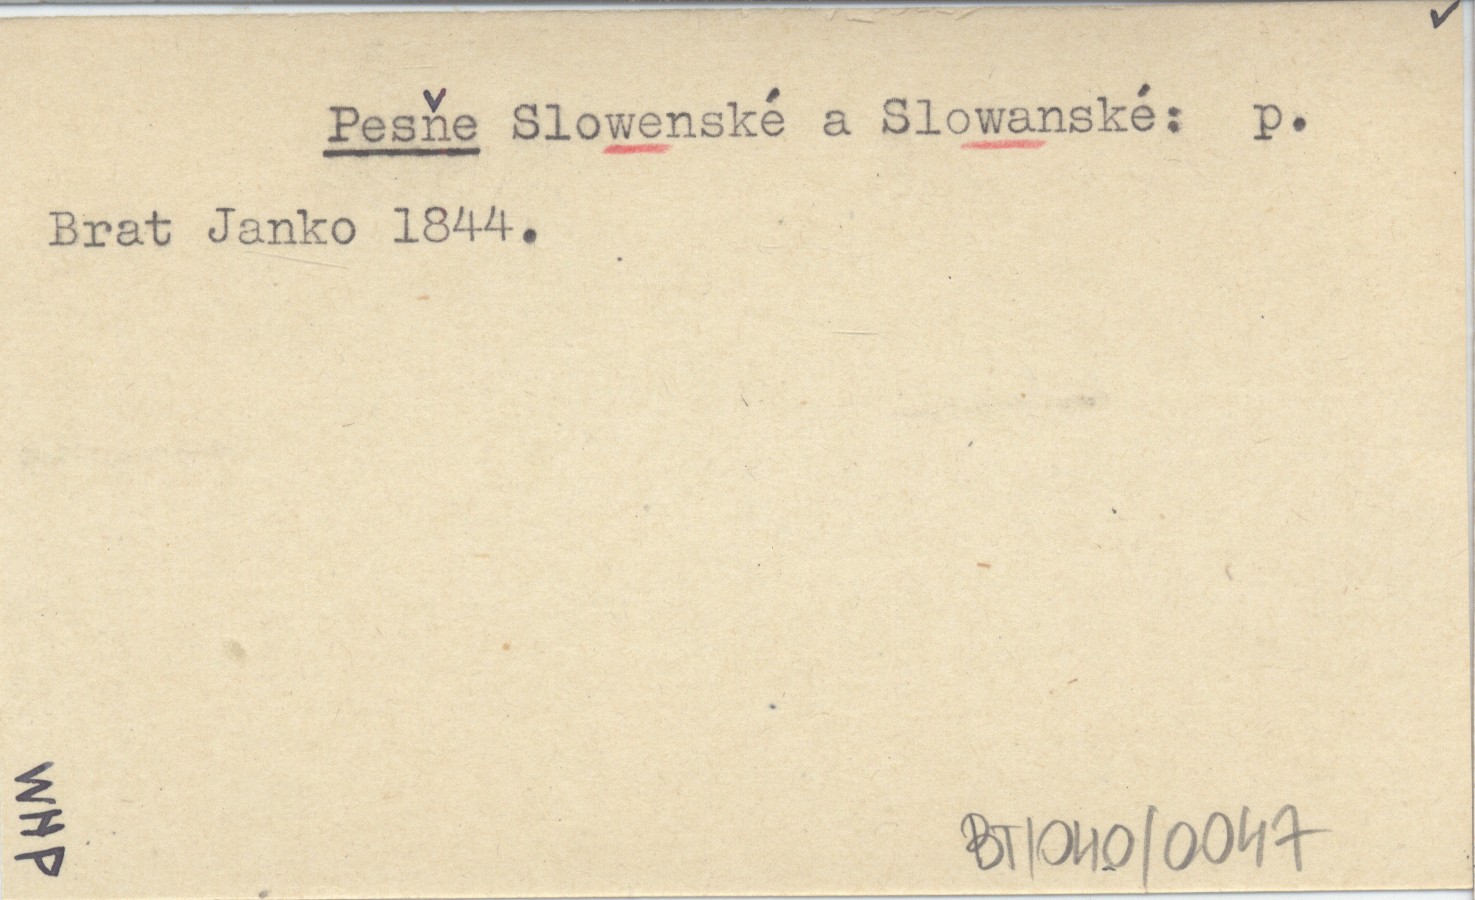 Pesňe Slowenské a Slowanské: p.
Brat Janko 1844.
WHP
BT/040/0047